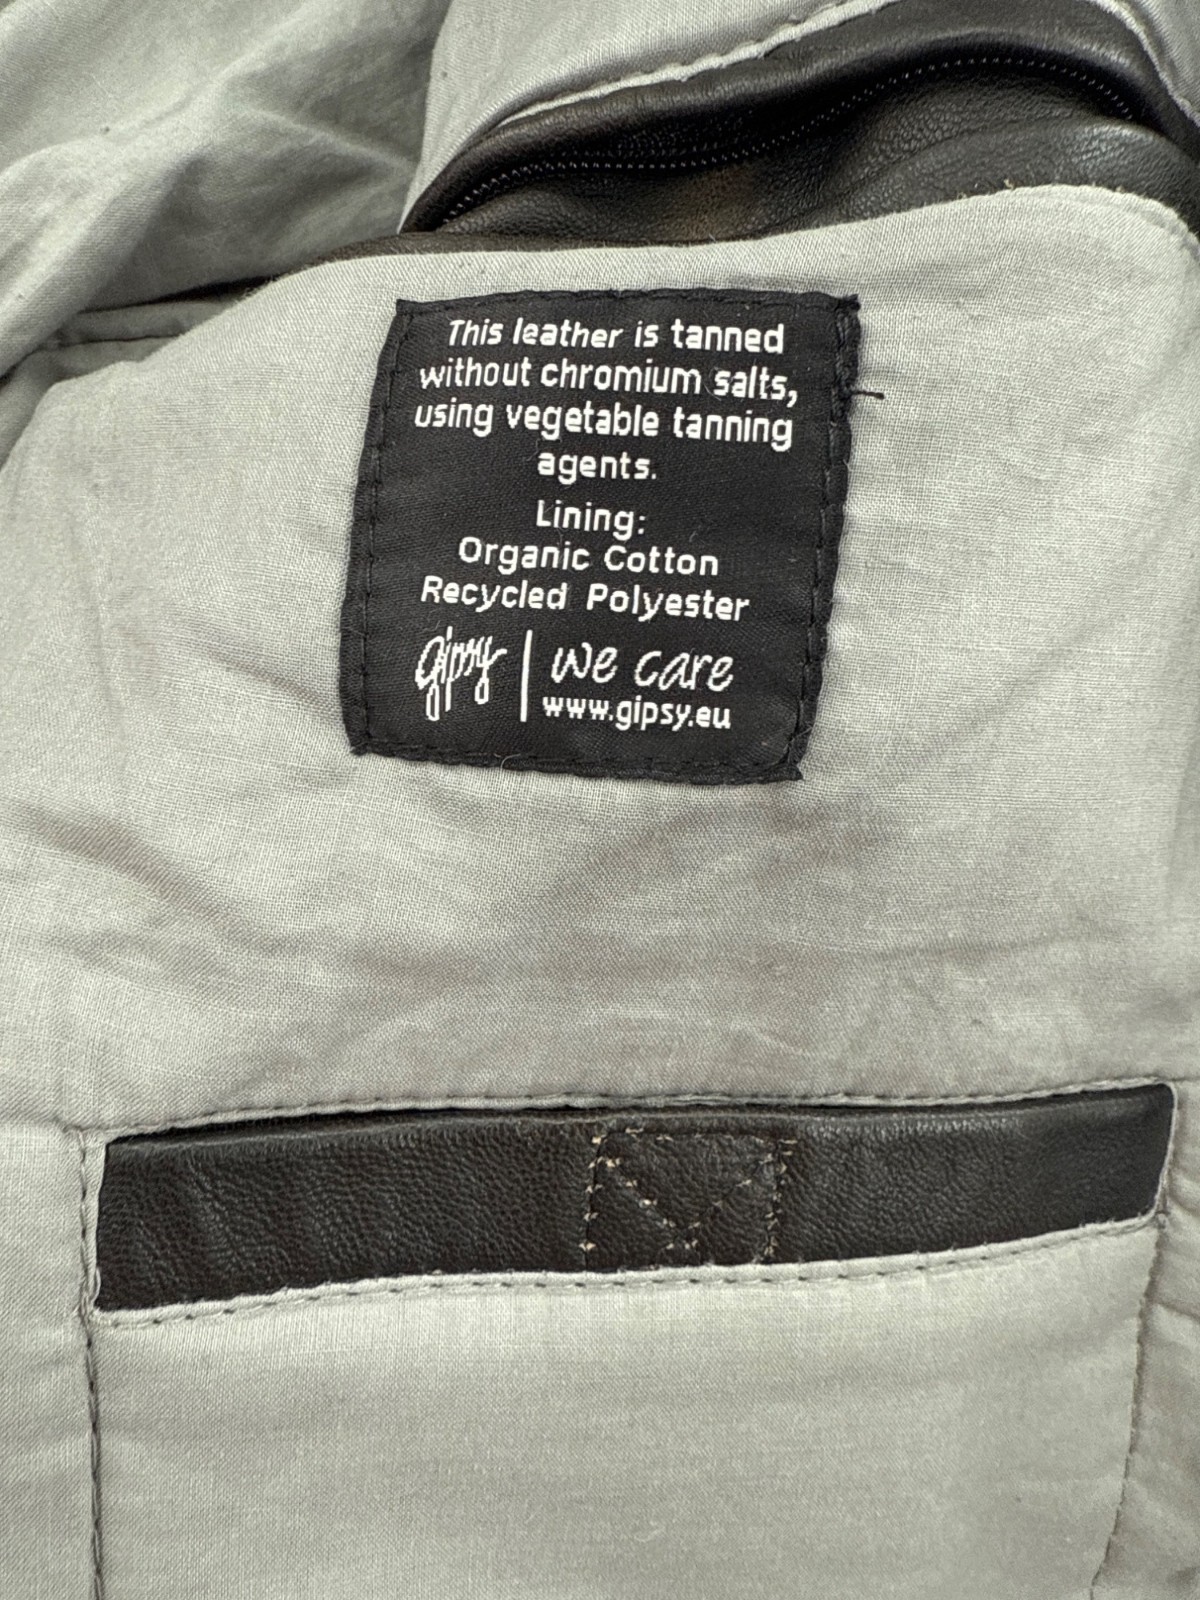 This leather is tanned
without chromium salts,
using vegetable tanning
agents.
Lining:
Organic Cotton
Recycled Polyester
gipsy | we care
www.gipsy.eu